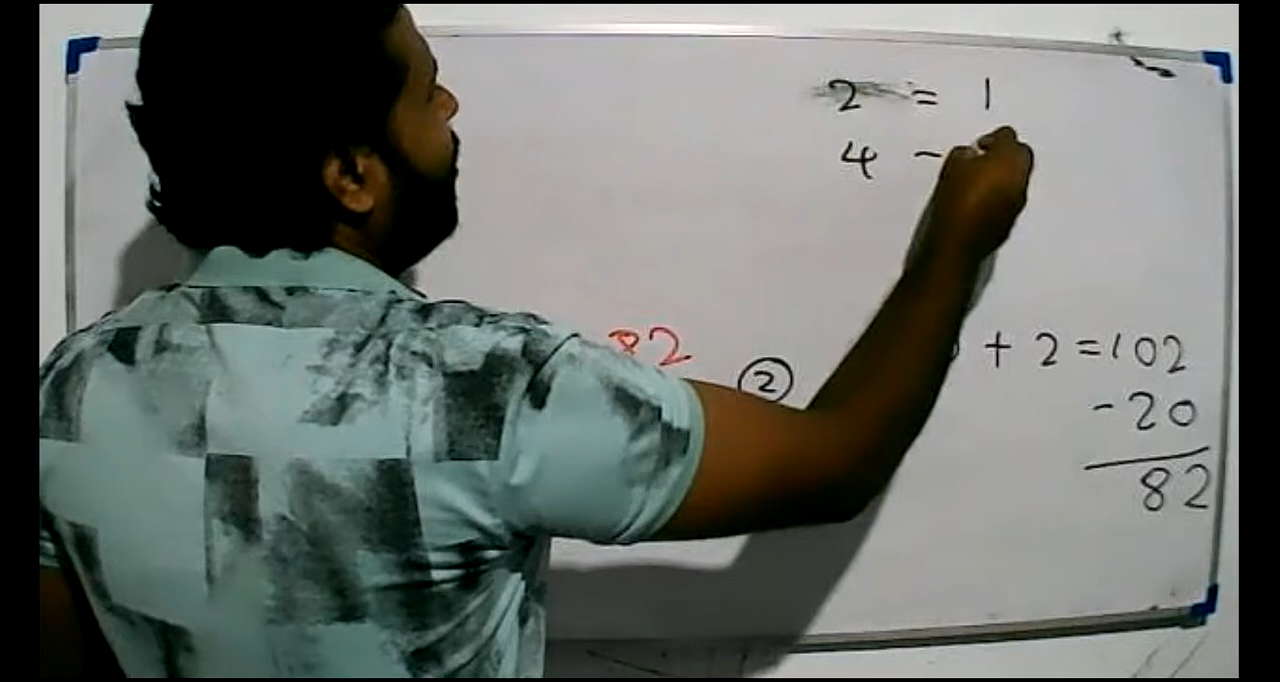 2 = 1
4 -
82
②
+ 2 = 102
- 20
82